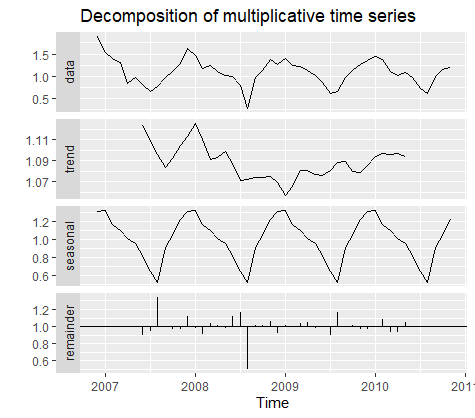 Decomposition of multiplicative time series
1.5
1.0
0.5
data
1.11
1.09
1.07
trend
1.2
1.0
0.8
0.6
seasonal
1.2
1.0
0.8
0.6
remainder
2007 2008 2009 2010 2011
Time